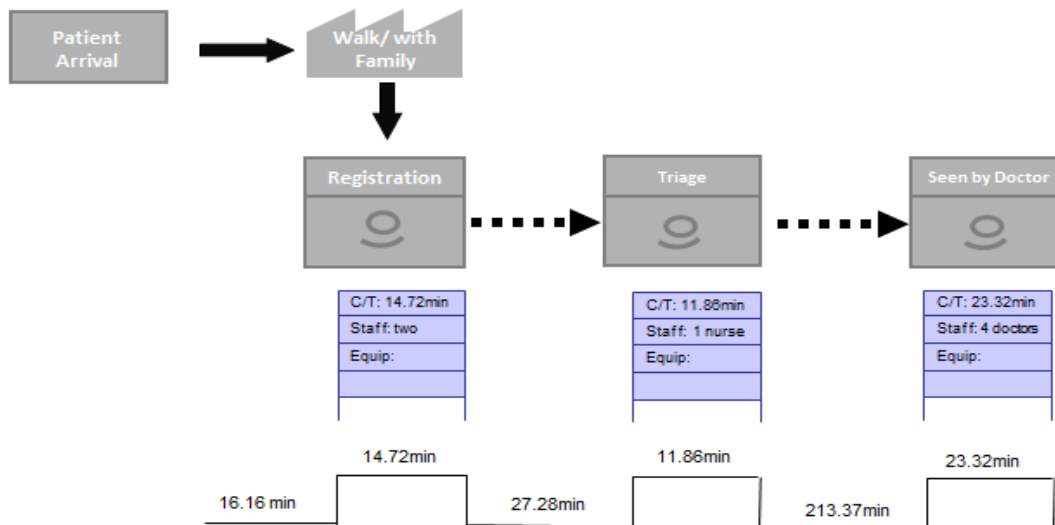 Patient
Arrival
Walk/ with
Family
Registration
Triage
Seen by Doctor
C/T: 14.72min
Staff: two
Equip:
C/T: 11.86min
Staff: 1 nurse
Equip:
C/T: 23.32min
Staff: 4 doctors
Equip:
16.16 min
14.72min
27.28min
11.86min
213.37min
23.32min